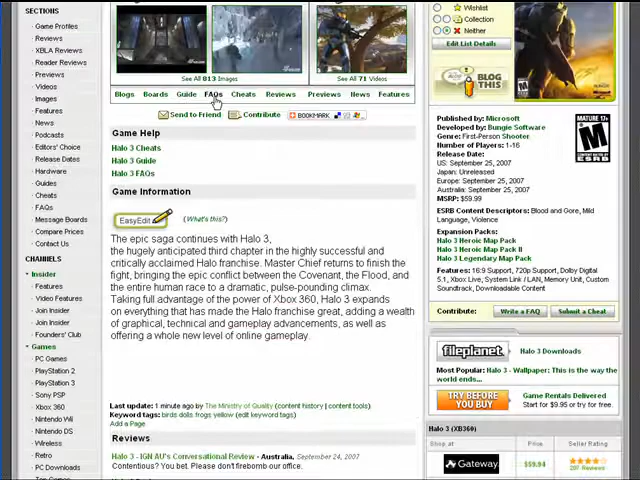 SECTIONS
Game Profiles
Reviews
XBLA Reviews
Reader Reviews
Previews
Videos
Images
Features
News
Podcasts
Editors' Choice
Release Dates
Hardware
Guides
Cheats
FAQs
Message Boards
Compare Prices
Contact Us
CHANNELS
Insider
Features
Video Features
Join Insider
Join Insider
Founders' Club
Games
PC Games
PlayStation 2
PlayStation 3
Sony PSP
Xbox 360
Nintendo Wii
Nintendo DS
Wireless
Retro
PC Downloads
See All 813 Images
See All 71 Videos
Blogs Boards Guide FAQs Cheats Reviews Previews News Features
Send to Friend Contribute BOOKMARK
Game Help
Halo 3 Cheats
Halo 3 Guide
Halo 3 FAQs
Game Information
EasyEdit (What's this?)
The epic saga continues with Halo 3,
the hugely anticipated third chapter in the highly successful and
critically acclaimed Halo franchise. Master Chief returns to finish the
fight, bringing the epic conflict between the Covenant, the Flood, and
the entire human race to a dramatic, pulse-pounding climax.
Taking full advantage of the power of Xbox 360, Halo 3 expands
on everything that has made the Halo franchise great, adding a wealth
of graphical, technical and gameplay advancements, as well as
offering a whole new level of online gameplay.
Last update: 1 minute ago by The Ministry of Quality (content history | content tools)
Keyword tags: birds dolls frogs yellow (edit keyword tags)
Add a Page
Reviews
Halo 3 - IGN AU's Conversational Review - Australia, September 24, 2007
Contentious? You bet. Please don't firebomb our office.
Wishlist
Collection
Neither
Edit List Details
BLOG THIS
Published by: Microsoft
Developed by: Bungie Software
Genre: First-Person Shooter
Number of Players: 1-16
Release Date:
US: September 25, 2007
Japan: Unreleased
Europe: September 25, 2007
Australia: September 25, 2007
MSRP: $59.99
MATURE 17+
M
ESRB
ESRB Content Descriptors: Blood and Gore, Mild
Language, Violence
Expansion Packs:
Halo 3 Heroic Map Pack
Halo 3 Heroic Map Pack II
Halo 3 Legendary Map Pack
Features: 16:9 Support, 720p Support, Dolby Digital
5.1, Xbox Live, System Link / LAN, Memory Unit, Custom
Soundtrack, Downloadable Content
Contribute: Write a FAQ Submit a Cheat
fileplanet Halo 3 Downloads
Most Popular: Halo 3 - Wallpaper: This is the way the
world ends...
TRY BEFORE YOU BUY
Game Rentals Delivered
Start for $9.95 or try for free.
Halo 3 (XB360)
Shop at Price Seller Rating
Gateway $59.94
207 Reviews